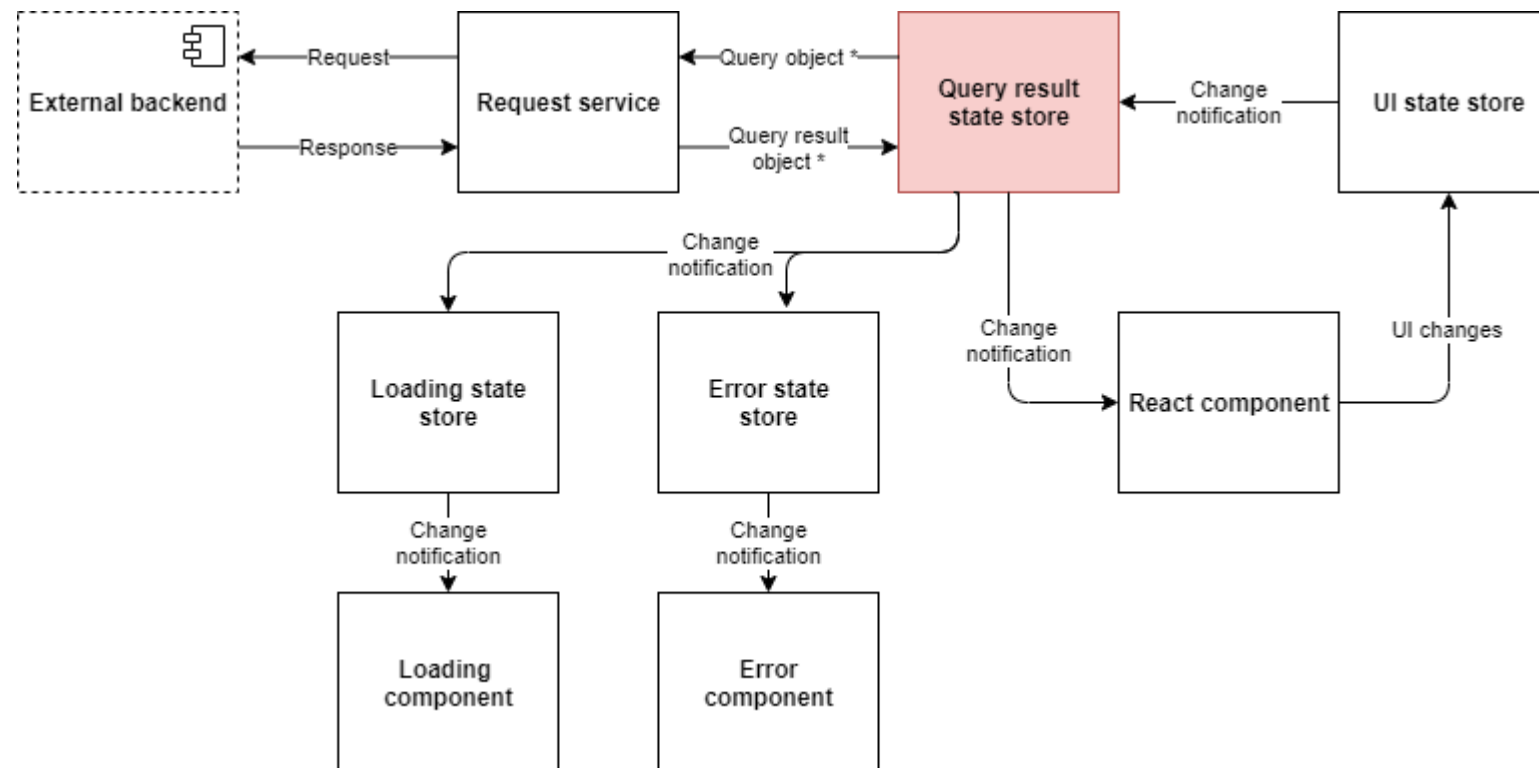 External backend
Request
Response
Request service
Query object *
Query result
object *
Query result
state store
Change
notification
UI state store
Change
notification
Change
notification
UI changes
Loading state
store
Error state
store
React component
Change
notification
Change
notification
Loading
component
Error
component